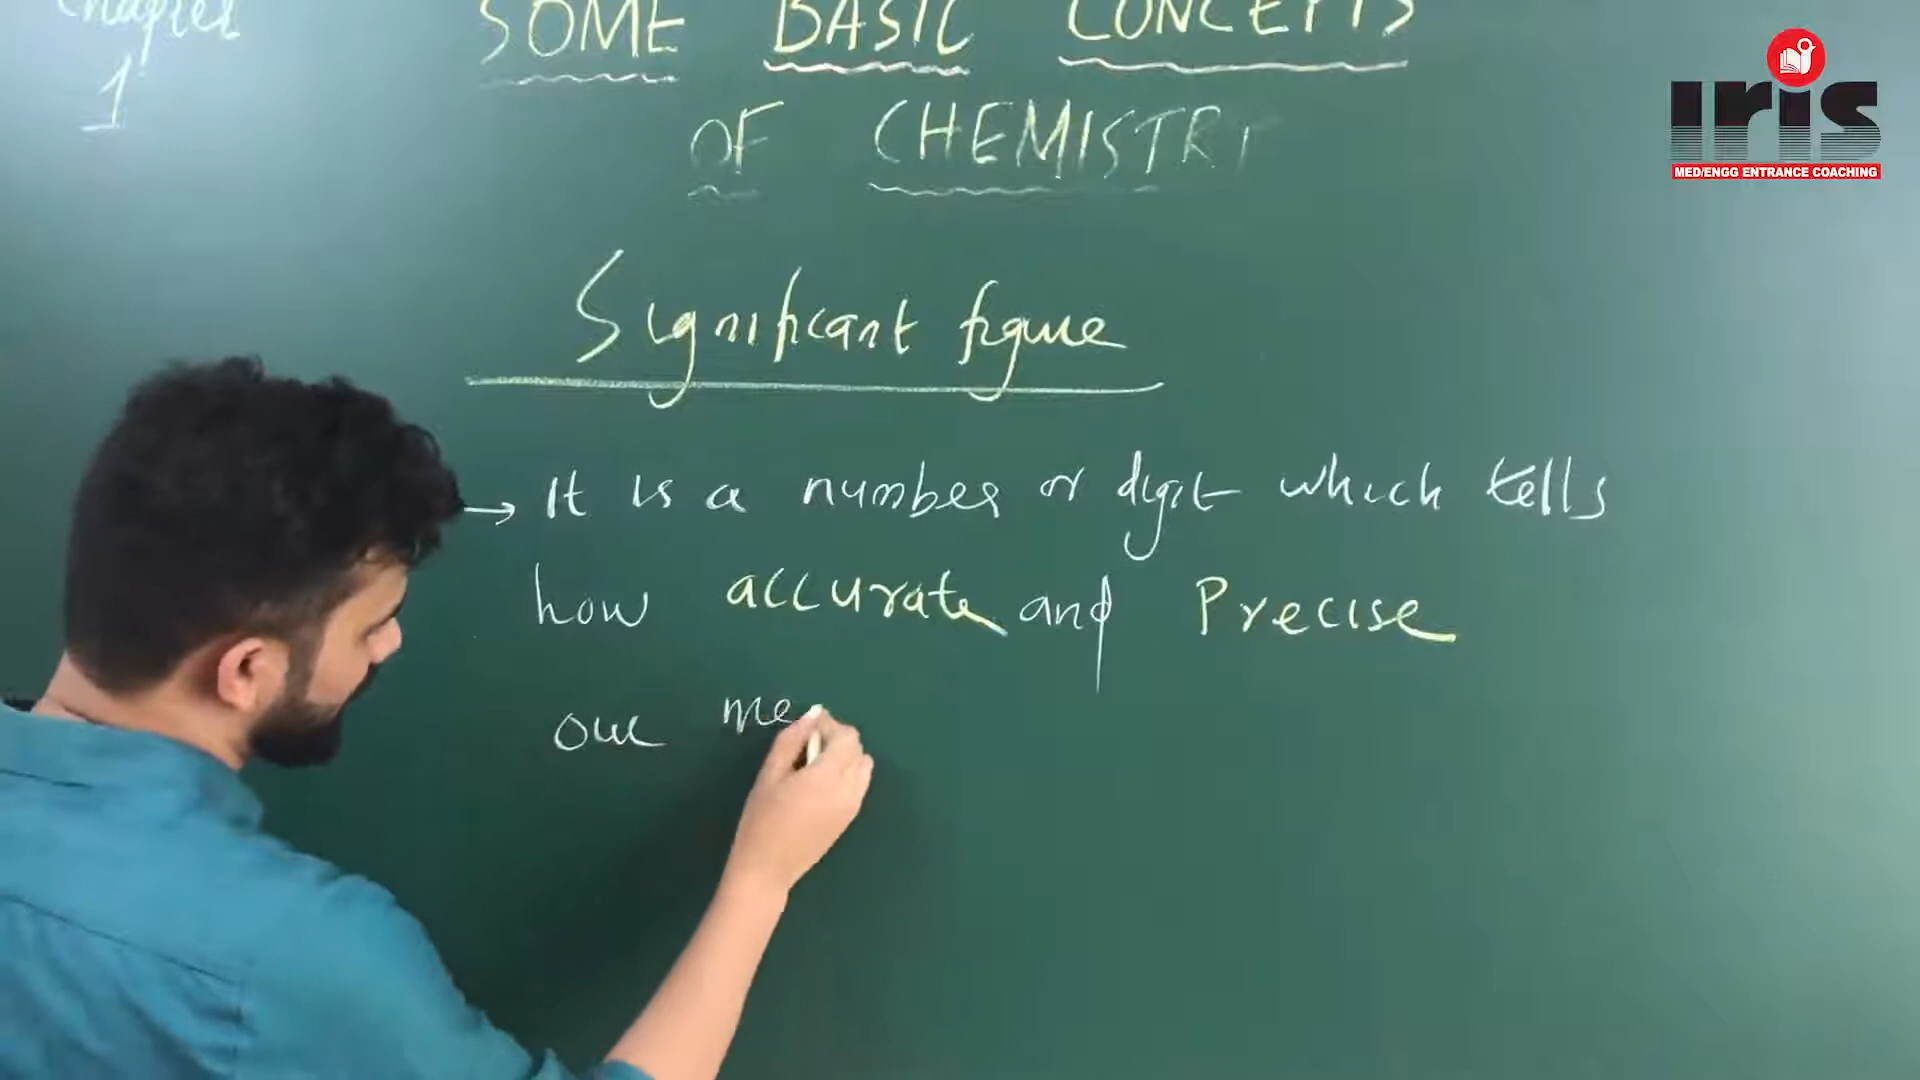 Chapter
1
SOME BASIC CONCEPTS
OF CHEMISTRY
iris
MED/ENGG ENTRANCE COACHING
Significant figure
→ It is a number or digit which tells
how accurate and Precise
our me